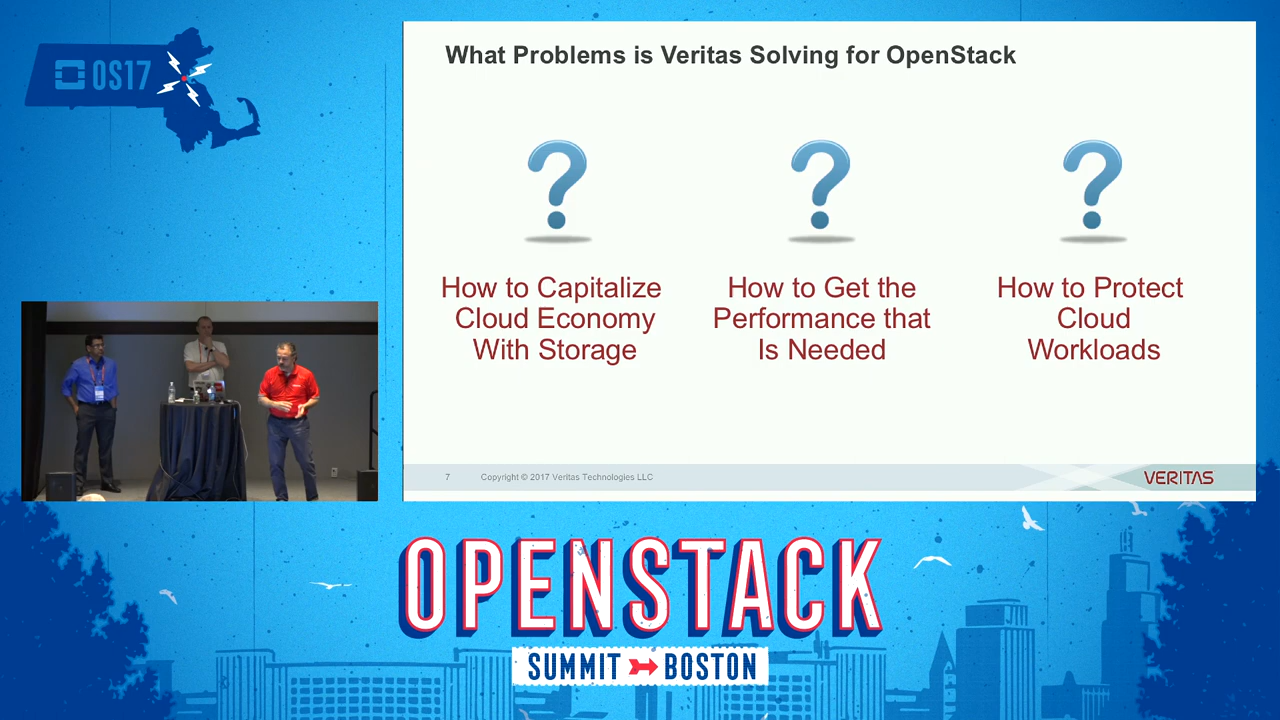 OS17
What Problems is Veritas Solving for OpenStack
How to Capitalize
Cloud Economy
With Storage
How to Get the
Performance that
Is Needed
How to Protect
Cloud
Workloads
7
Copyright © 2017 Veritas Technologies LLC
VERITAS
OPENSTACK
SUMMIT BOSTON